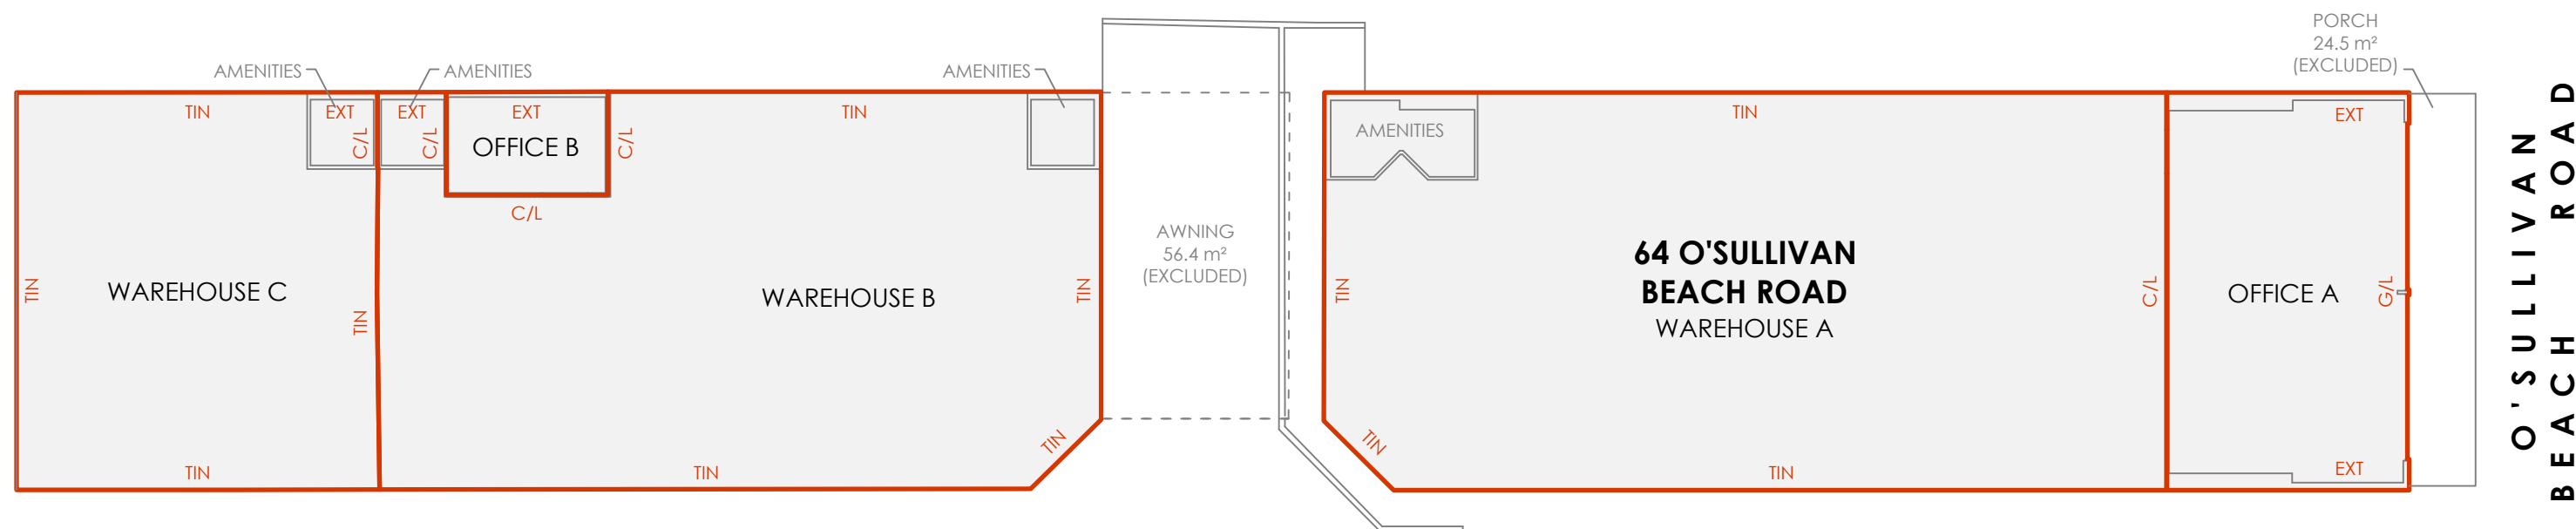 PORCH
24.5 m²
(EXCLUDED)
AMENITIES
AMENITIES
AMENITIES
TIN
EXT
EXT
EXT
TIN
TIN
EXT
C/L
C/L
C/L
OFFICE B
AMENITIES
C/L
AWNING
56.4 m²
(EXCLUDED)
64 O'SULLIVAN
BEACH ROAD
WAREHOUSE A
TIN
WAREHOUSE C
TIN
WAREHOUSE B
TIN
TIN
C/L
OFFICE A
G/L
TIN
TIN
TIN
TIN
TIN
TIN
EXT
O'SULLIVAN
BEACH ROAD